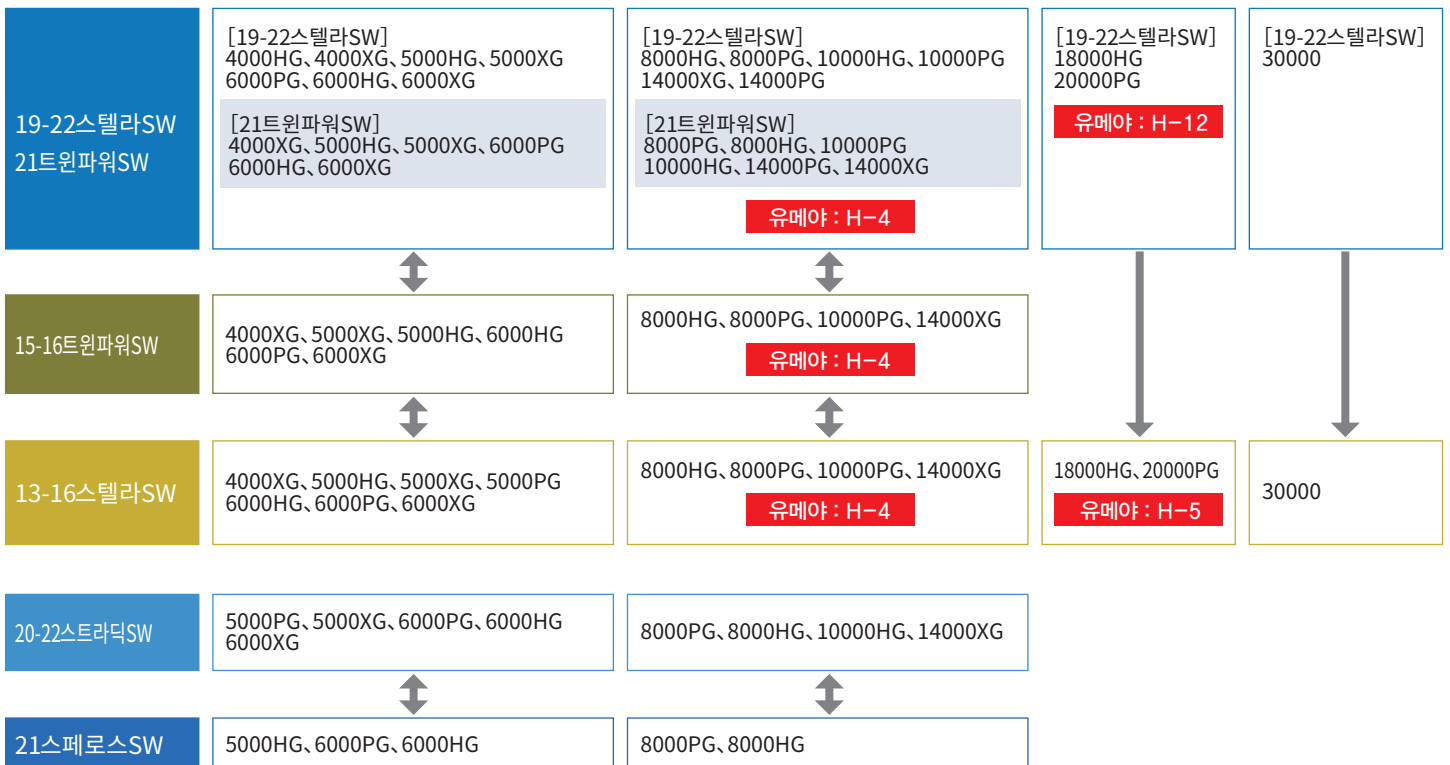 19-22스텔라SW
21트윈파워SW
[19-22스텔라SW]
4000HG、4000XG、5000HG、5000XG
6000PG、6000HG、6000XG
[21트윈파워SW]
4000XG、5000HG、5000XG、6000PG
6000HG、6000XG
[19-22스텔라SW]
8000HG、8000PG、10000HG、10000PG
14000XG、14000PG
[21트윈파워SW]
8000PG、8000HG、10000PG
10000HG、14000PG、14000XG
유메야 : H-4
[19-22스텔라SW]
18000HG
20000PG
유메야 : H-12
[19-22스텔라SW]
30000
15-16트윈파워SW
4000XG、5000XG、5000HG、6000HG
6000PG、6000XG
8000HG、8000PG、10000PG、14000XG
유메야 : H-4
13-16스텔라SW
4000XG、5000HG、5000XG、5000PG
6000HG、6000PG、6000XG
8000HG、8000PG、10000PG、14000XG
유메야 : H-4
18000HG、20000PG
유메야 : H-5
30000
20-22스트라딕SW
5000PG、5000XG、6000PG、6000HG
6000XG
8000PG、8000HG、10000HG、14000XG
21스페로스SW
5000HG、6000PG、6000HG
8000PG、8000HG